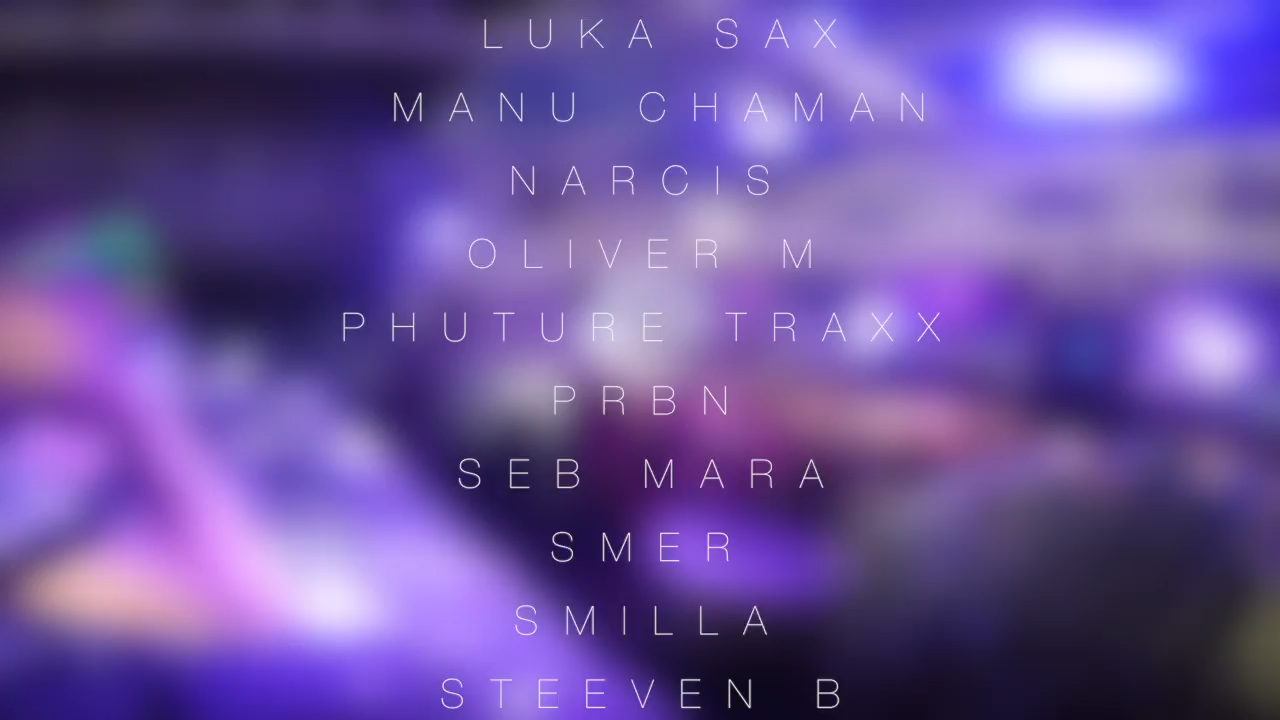 LUKA SAX
MANU CHAMAN
NARCIS
OLIVER M
PHUTURE TRAXX
PRBN
SEB MARA
SMER
SMILLA
STEEVEN B